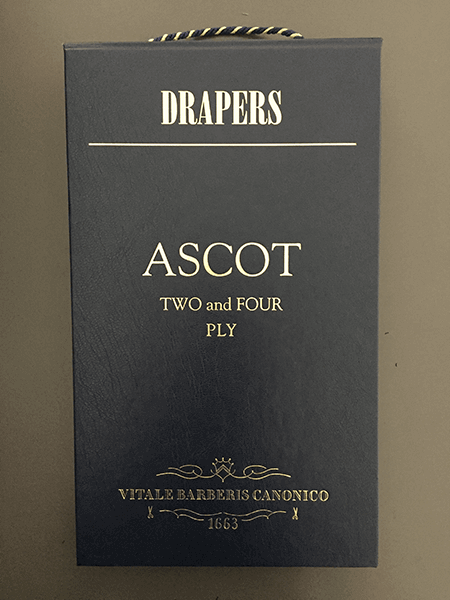 DRAPERS
ASCOT
TWO and FOUR
PLY
VITALE BARBERIS CANONICO
1663